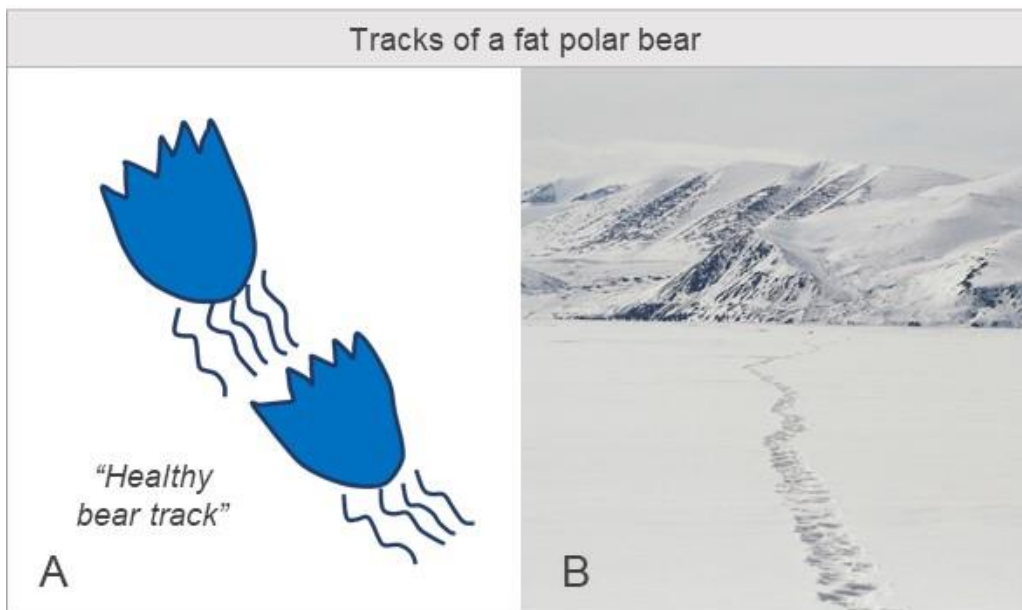 Tracks of a fat polar bear
“Healthy
bear track”
A
B